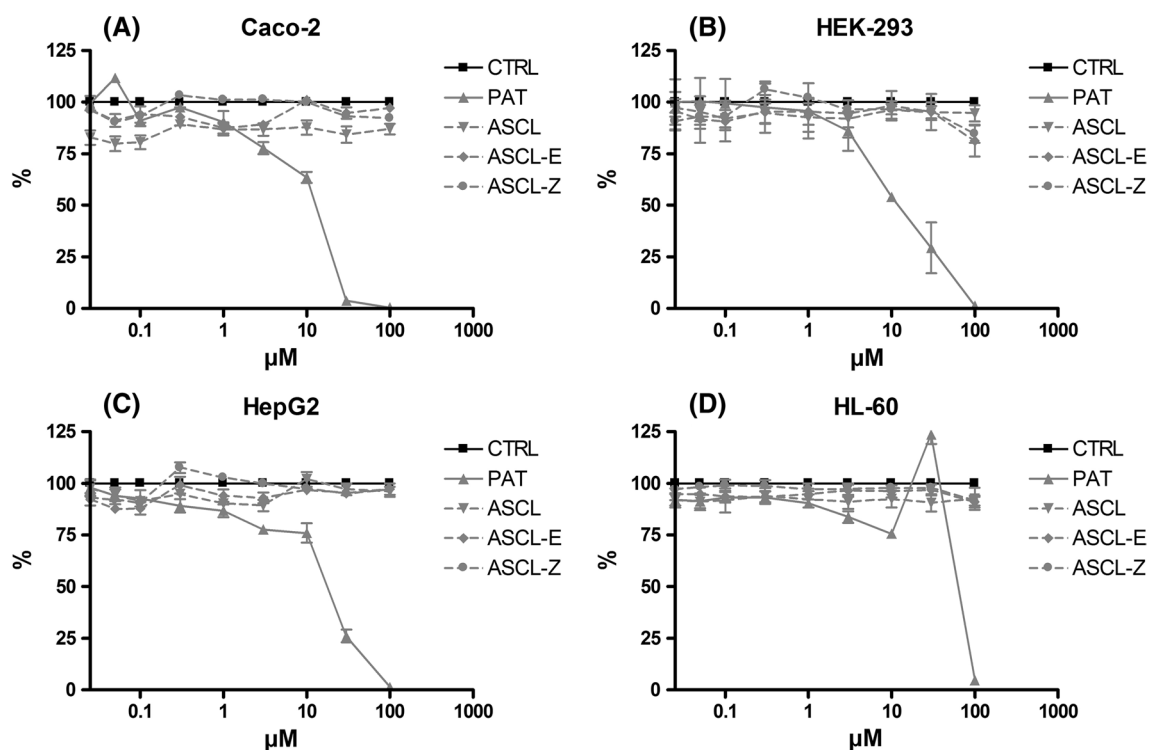 (A) Caco-2
125
100
75
50
25
0
%
0.1 1 10 100 1000
µM
CTRL
PAT
ASCL
ASCL-E
ASCL-Z
(B) HEK-293
125
100
75
50
25
0
%
0.1 1 10 100 1000
µM
CTRL
PAT
ASCL
ASCL-E
ASCL-Z
(C) HepG2
125
100
75
50
25
0
%
0.1 1 10 100 1000
µM
CTRL
PAT
ASCL
ASCL-E
ASCL-Z
(D) HL-60
125
100
75
50
25
0
%
0.1 1 10 100 1000
µM
CTRL
PAT
ASCL
ASCL-E
ASCL-Z